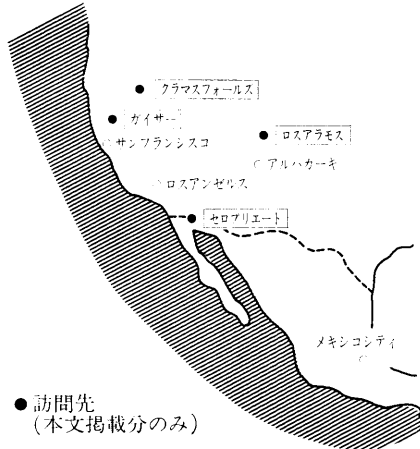 クラマスフォールス
ガイサー
サンフランシスコ
ロスアラモス
アルバカーキ
ロスアンゼルス
セロプリエート
メキシコシティ
● 訪問先
(本文掲載分のみ)